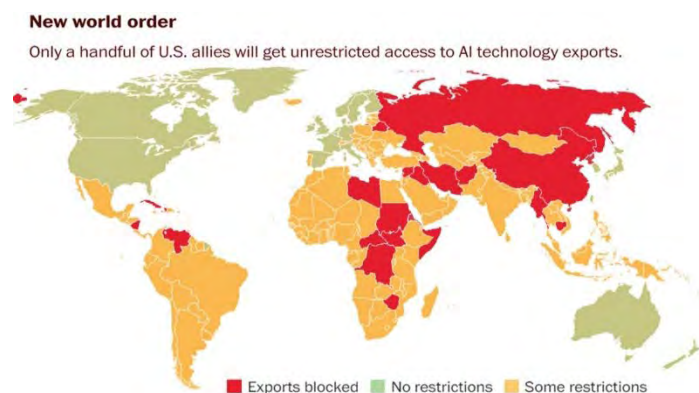 New world order
Only a handful of U.S. allies will get unrestricted access to AI technology exports.
Exports blocked No restrictions Some restrictions